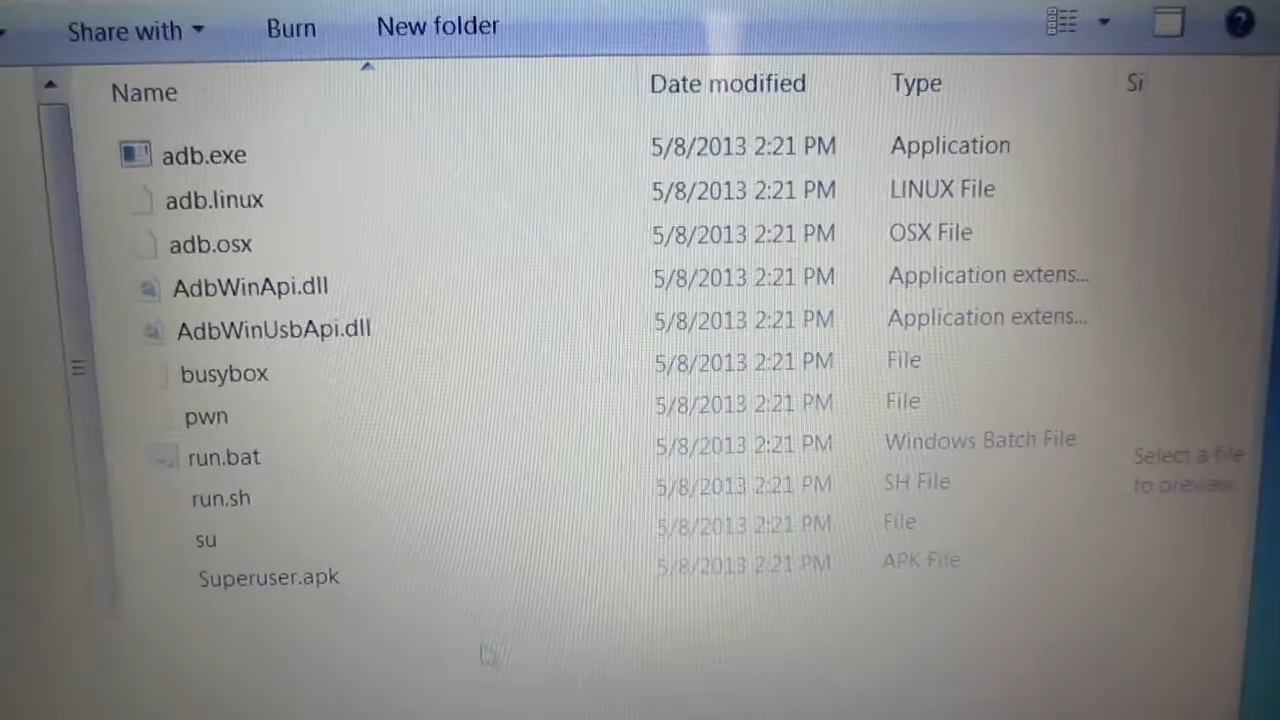 Share with Burn New folder
Name Date modified Type Si
adb.exe 5/8/2013 2:21 PM Application
adb.linux 5/8/2013 2:21 PM LINUX File
adb.osx 5/8/2013 2:21 PM OSX File
AdbWinApi.dll 5/8/2013 2:21 PM Application extens...
AdbWinUsbApi.dll 5/8/2013 2:21 PM Application extens...
busybox 5/8/2013 2:21 PM File
pwn 5/8/2013 2:21 PM File
run.bat 5/8/2013 2:21 PM Windows Batch File
run.sh 5/8/2013 2:21 PM SH File
su 5/8/2013 2:21 PM File
Superuser.apk 5/8/2013 2:21 PM APK File
Select a file
to preview.